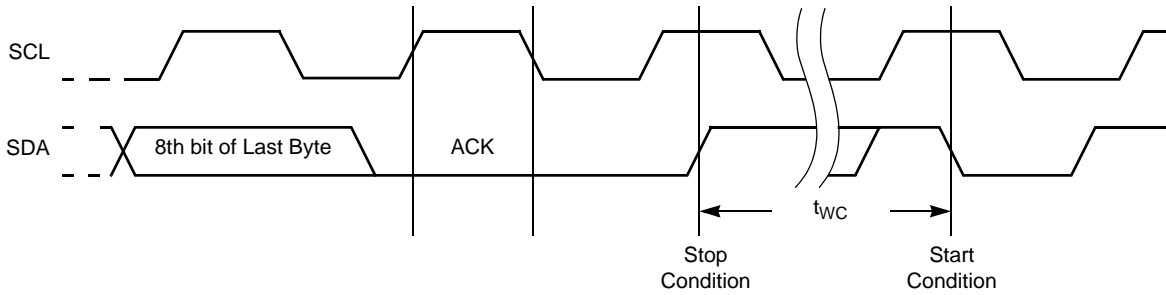 SCL
SDA
8th bit of Last Byte
ACK
tWC
Stop
Condition
Start
Condition